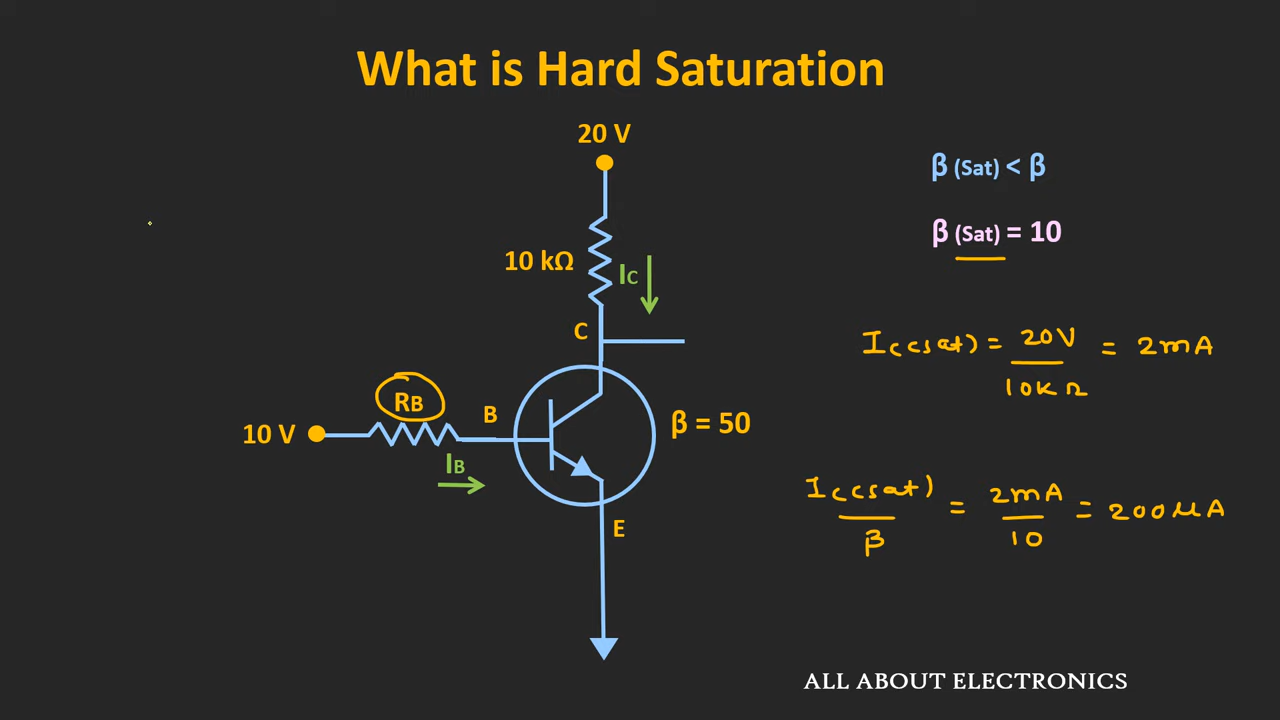 What is Hard Saturation
20 V
β (Sat) < β
β (Sat) = 10
10 kΩ
IC
C
Ic(sat) = 20V / 10kΩ = 2mA
RB
B
10 V
β = 50
IB
Ic(sat) / β = 2mA / 10 = 200μA
E
ALL ABOUT ELECTRONICS